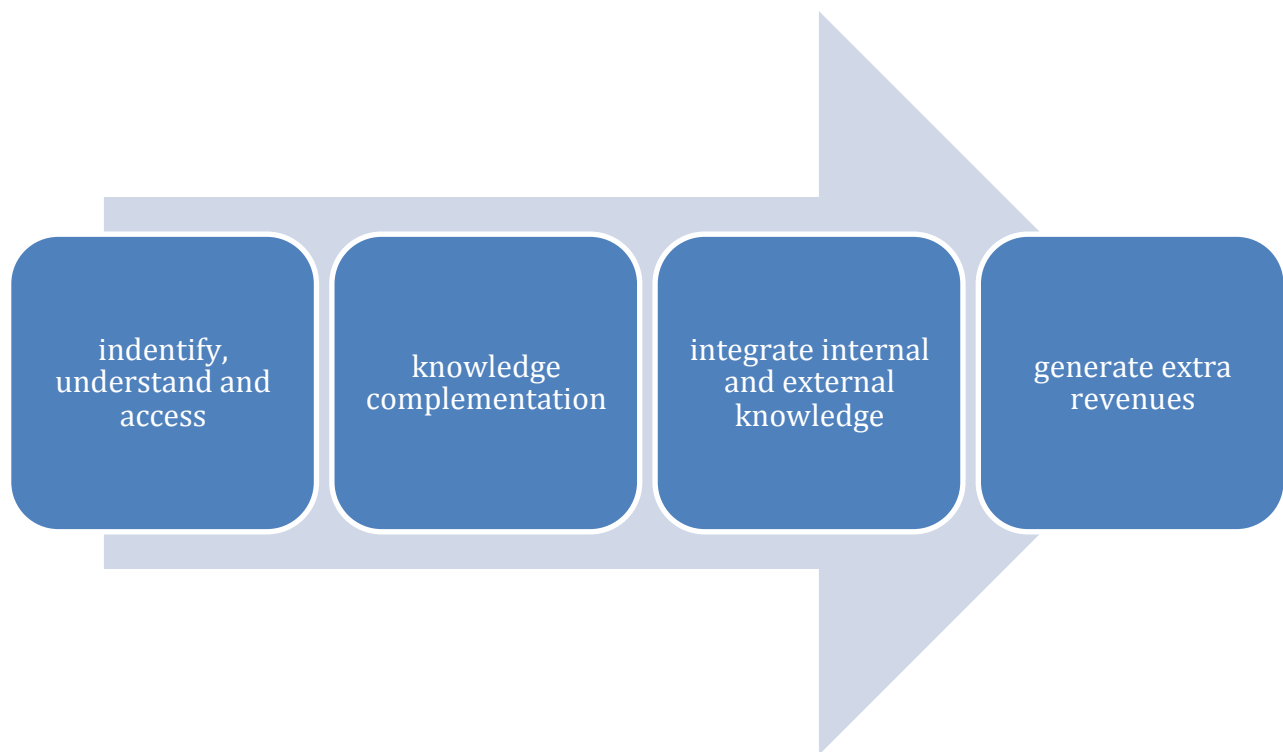 indentify,
understand and
access
knowledge
complementation
integrate internal
and external
knowledge
generate extra
revenues